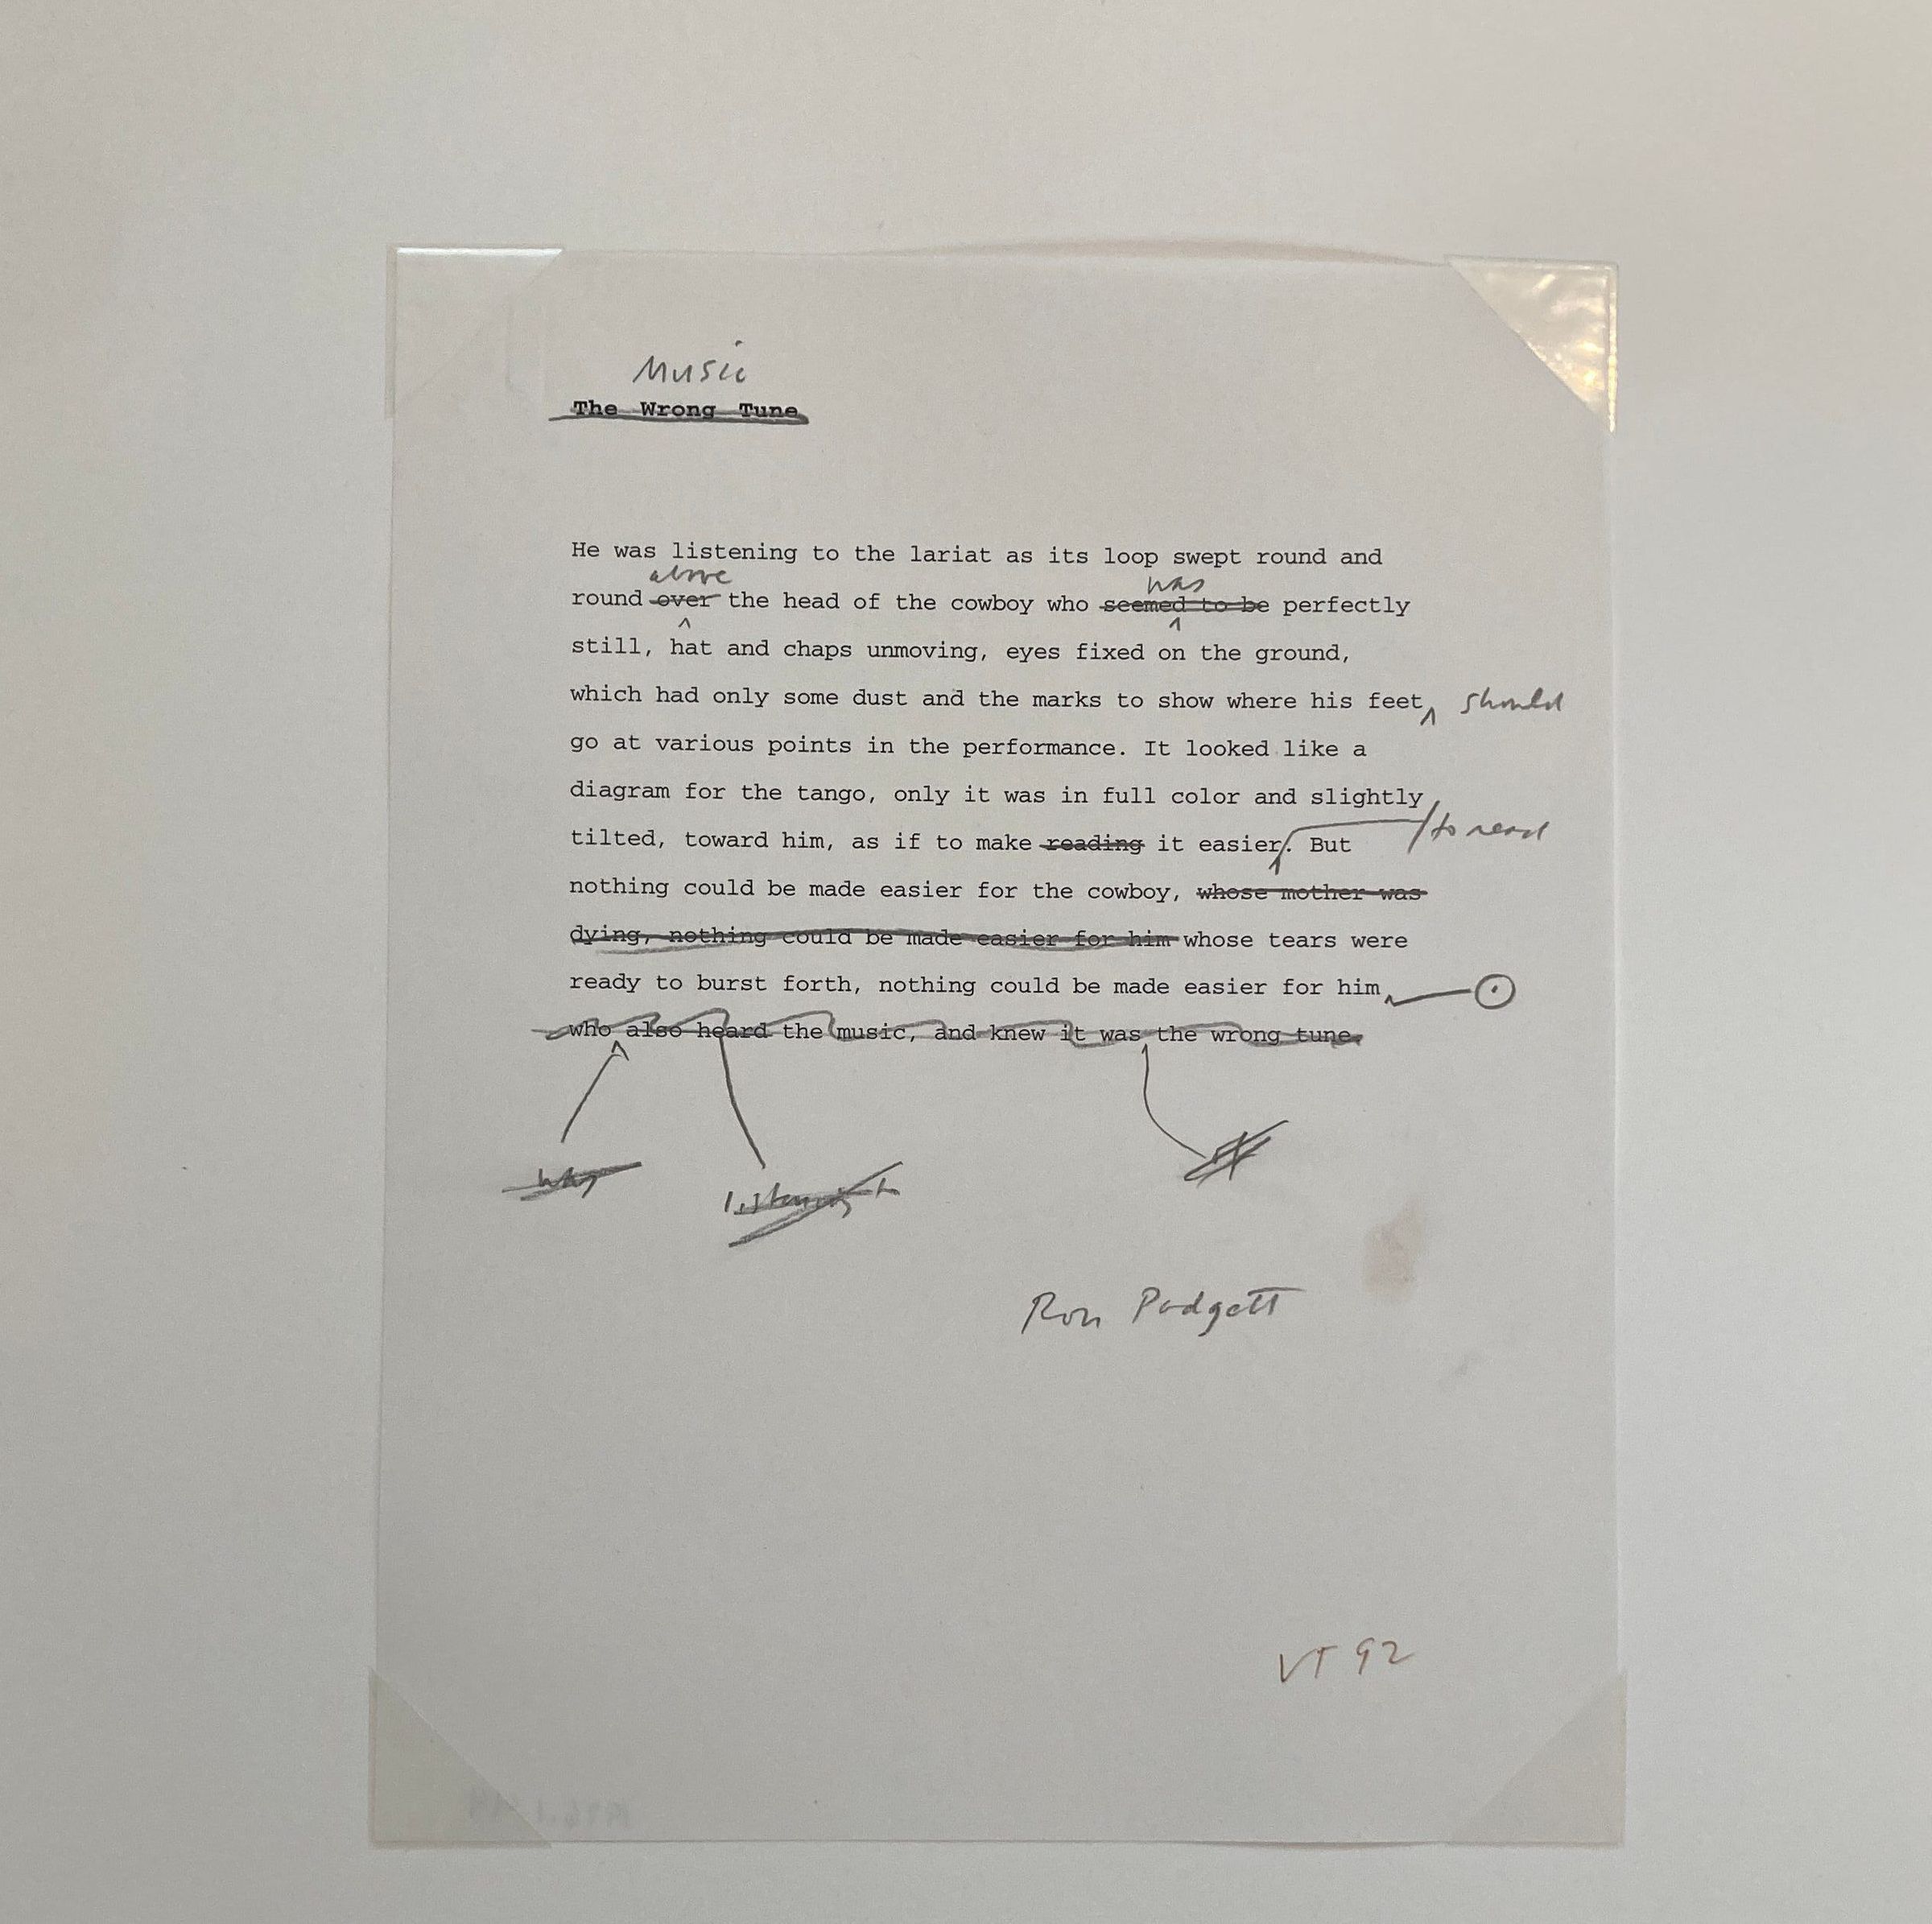 Music
The Wrong Tune
He was listening to the lariat as its loop swept round and
above was
round over the head of the cowboy who seemed to be perfectly
still, hat and chaps unmoving, eyes fixed on the ground,
which had only some dust and the marks to show where his feet should
go at various points in the performance. It looked like a
diagram for the tango, only it was in full color and slightly
tilted, toward him, as if to make reading it easier. But to read
nothing could be made easier for the cowboy, whose mother was
dying, nothing could be made easier for him whose tears were
ready to burst forth, nothing could be made easier for him
who also heard the music, and knew it was the wrong tune.
was
listening to
Ron Padgett
VT 92